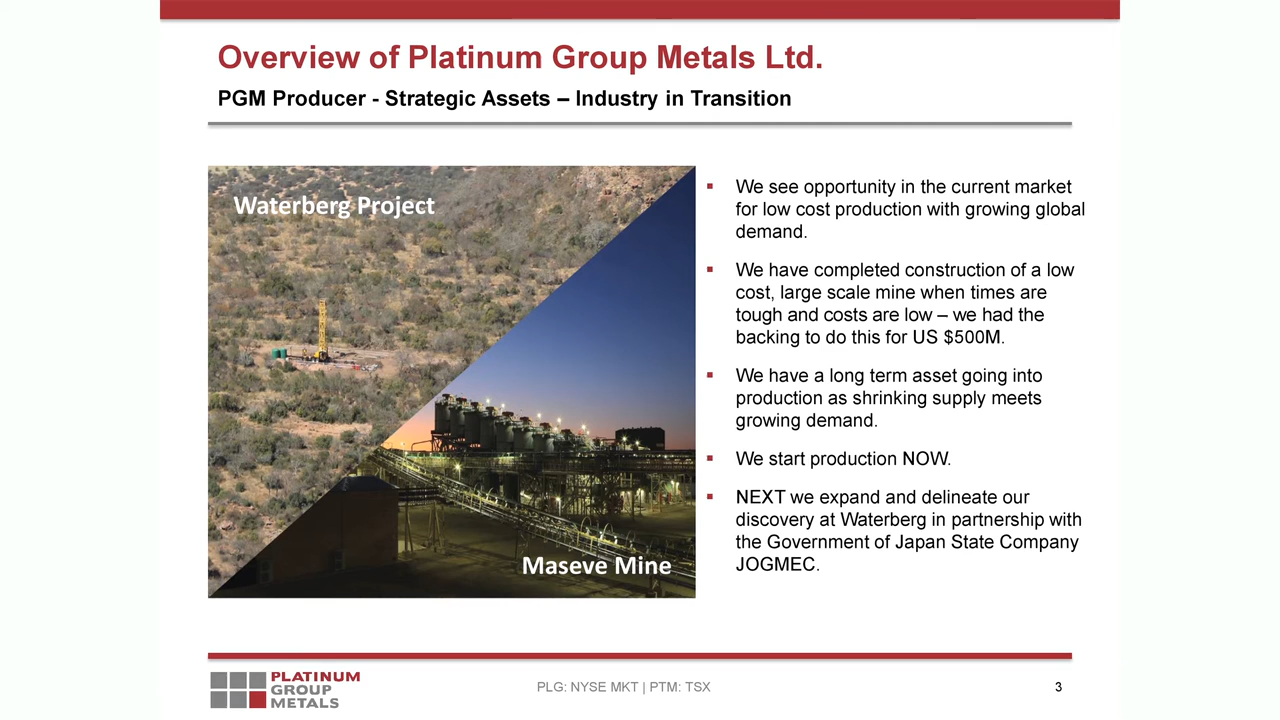 Overview of Platinum Group Metals Ltd.
PGM Producer - Strategic Assets – Industry in Transition
Waterberg Project
Maseve Mine
▪ We see opportunity in the current market
for low cost production with growing global
demand.
▪ We have completed construction of a low
cost, large scale mine when times are
tough and costs are low – we had the
backing to do this for US $500M.
▪ We have a long term asset going into
production as shrinking supply meets
growing demand.
▪ We start production NOW.
▪ NEXT we expand and delineate our
discovery at Waterberg in partnership with
the Government of Japan State Company
JOGMEC.
PLATINUM
GROUP
METALS
PLG: NYSE MKT | PTM: TSX
3